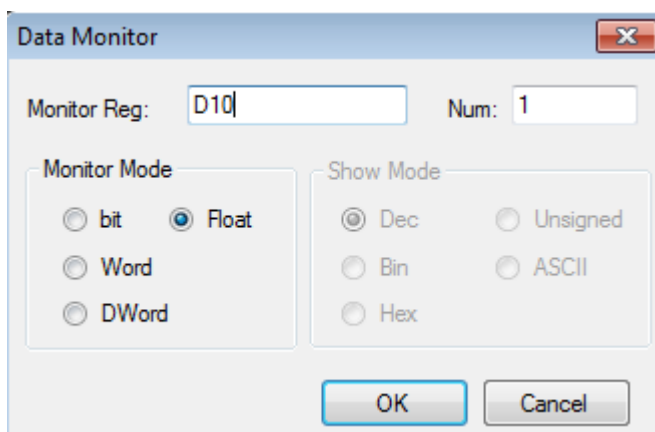 Data Monitor
Monitor Reg: D10 Num: 1
Monitor Mode Show Mode
bit Float Dec Unsigned
Word Bin ASCII
DWord Hex
OK Cancel